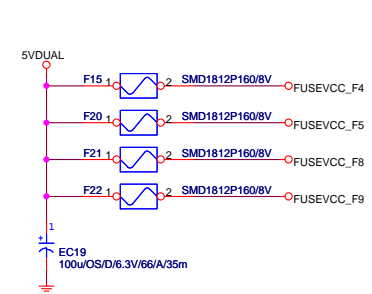 5VDUAL
F15 1 2 SMD1812P160/8V FUSEVCC_F4
F20 1 2 SMD1812P160/8V FUSEVCC_F5
F21 1 2 SMD1812P160/8V FUSEVCC_F8
F22 1 2 SMD1812P160/8V FUSEVCC_F9
1
+
EC19
100u/OS/D/6.3V/66/A/35m